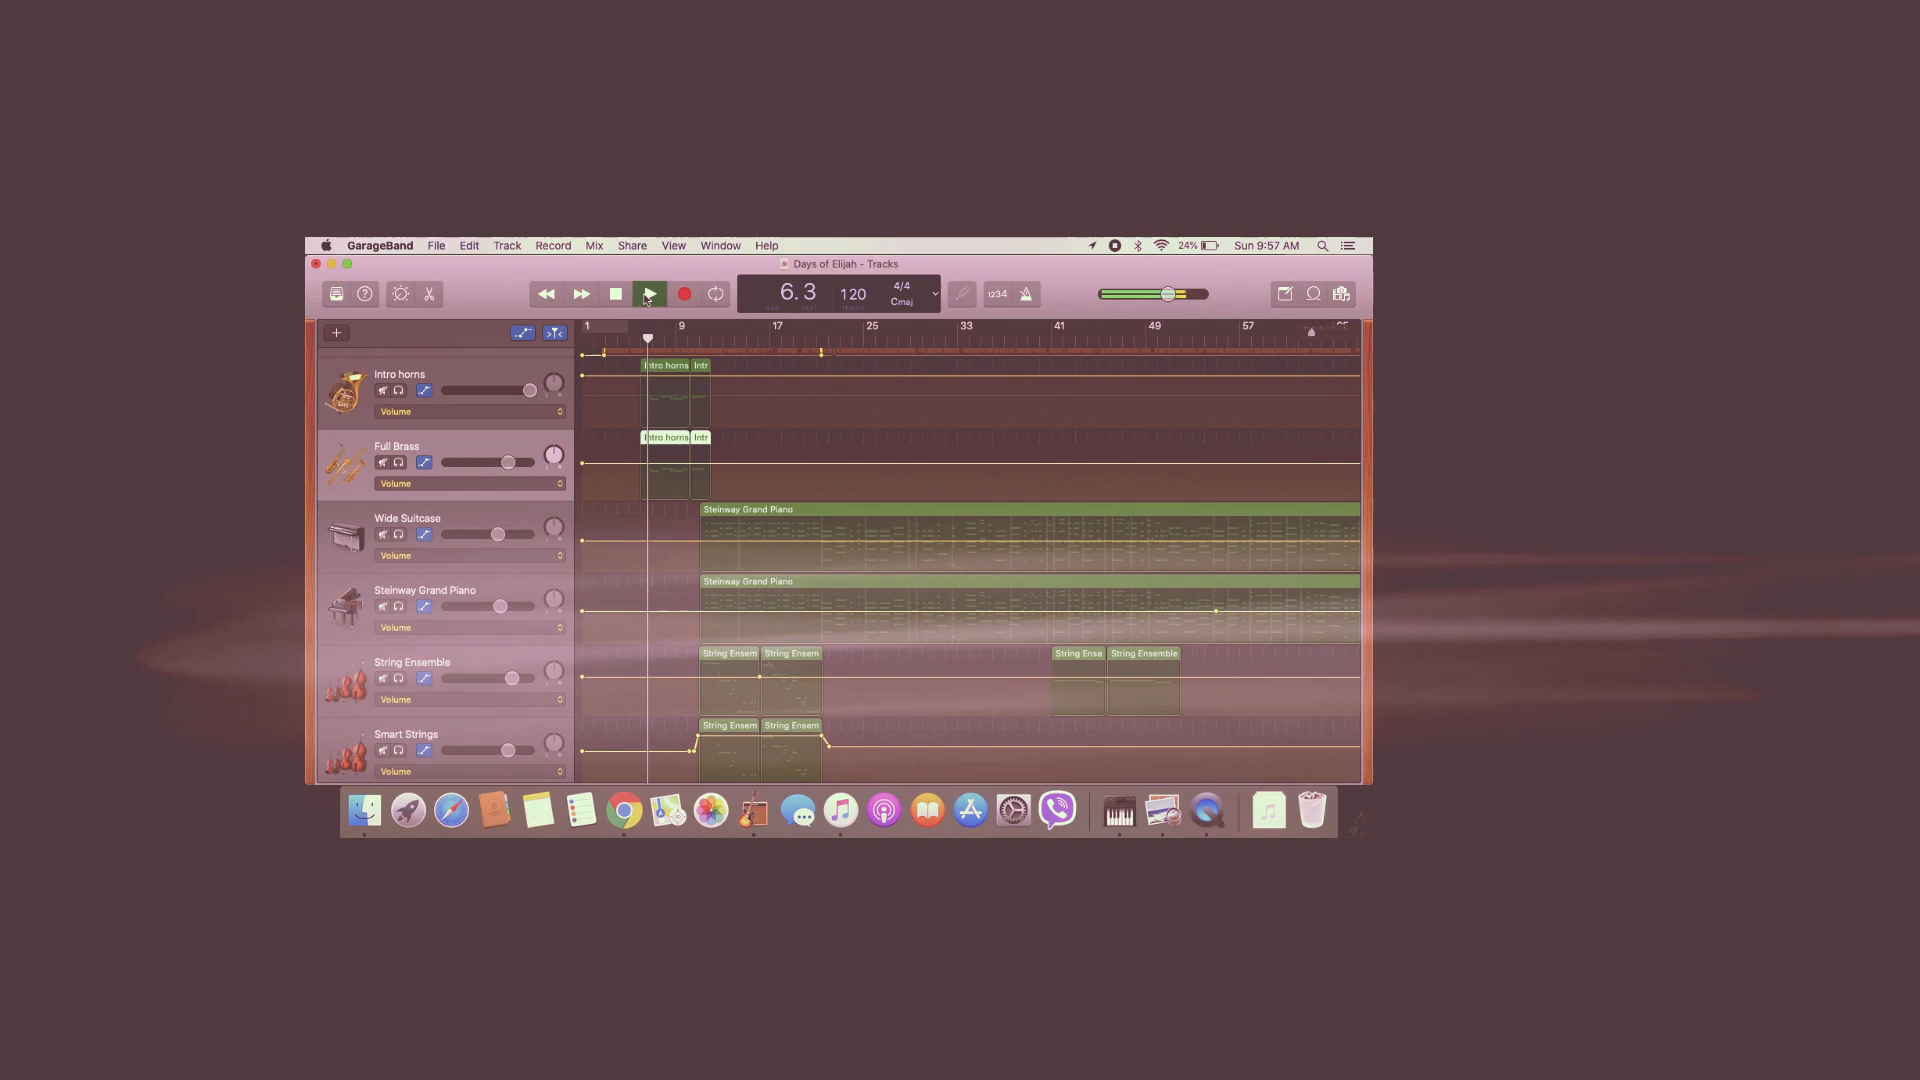 GarageBand File Edit Track Record Mix Share View Window Help 24% Sun 9:57 AM
Days of Elijah - Tracks
6.3 120 4/4 Cmaj 1234
1 9 17 25 33 41 49 57
Intro horns
Volume
Intro horns Intr
Full Brass
Volume
Intro horns Intr
Wide Suitcase
Volume
Steinway Grand Piano
Steinway Grand Piano
Volume
Steinway Grand Piano
String Ensemble
Volume
String Ensem String Ensem String Ense String Ensemble
Smart Strings
Volume
String Ensem String Ensem